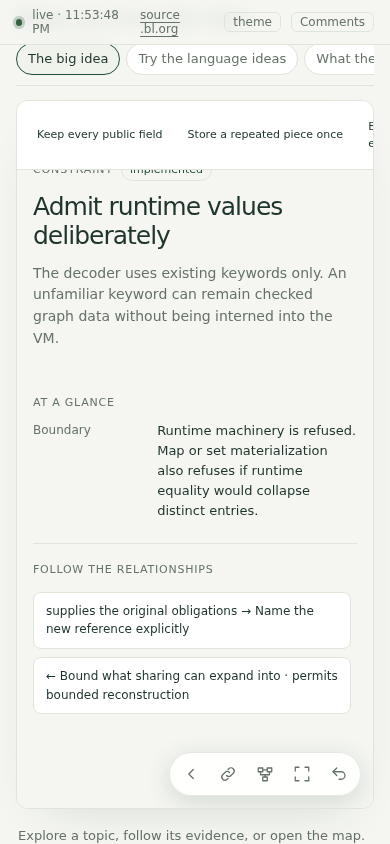 live · 11:53:48
PM
source
.bl.org
theme
Comments
The big idea
Try the language ideas
What the
Keep every public field
Store a repeated piece once
CONSTRAINT
implemented
Admit runtime values
deliberately
The decoder uses existing keywords only. An
unfamiliar keyword can remain checked
graph data without being interned into the
VM.
AT A GLANCE
Boundary
Runtime machinery is refused.
Map or set materialization
also refuses if runtime
equality would collapse
distinct entries.
FOLLOW THE RELATIONSHIPS
supplies the original obligations → Name the
new reference explicitly
← Bound what sharing can expand into · permits
bounded reconstruction
Explore a topic, follow its evidence, or open the map.